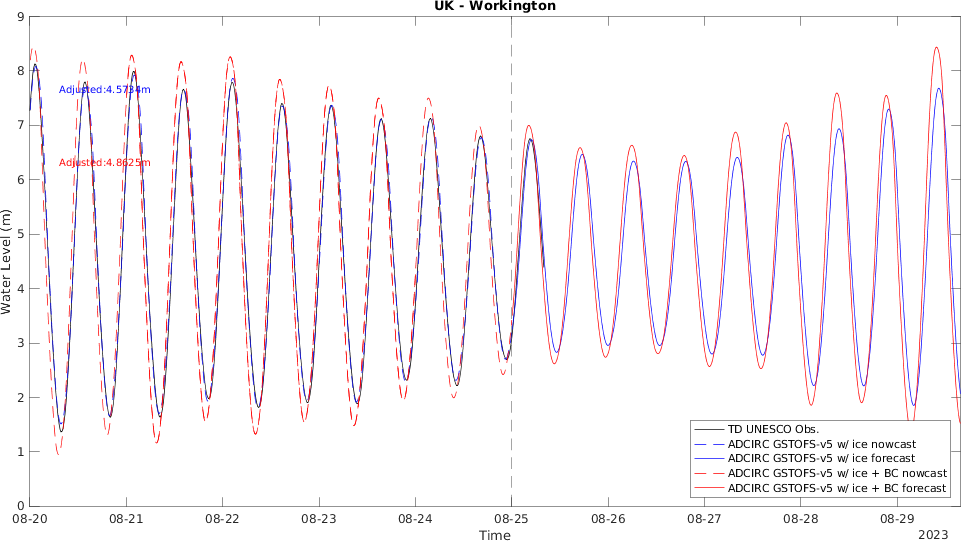 UK - Workington
9
8
7
6
5
4
3
2
1
0
Water Level (m)
Adjusted:4.5734m
Adjusted:4.8625m
TD UNESCO Obs.
ADCIRC GSTOFS-v5 w/ ice nowcast
ADCIRC GSTOFS-v5 w/ ice forecast
ADCIRC GSTOFS-v5 w/ ice + BC nowcast
ADCIRC GSTOFS-v5 w/ ice + BC forecast
08-20 08-21 08-22 08-23 08-24 08-25 08-26 08-27 08-28 08-29
Time
2023